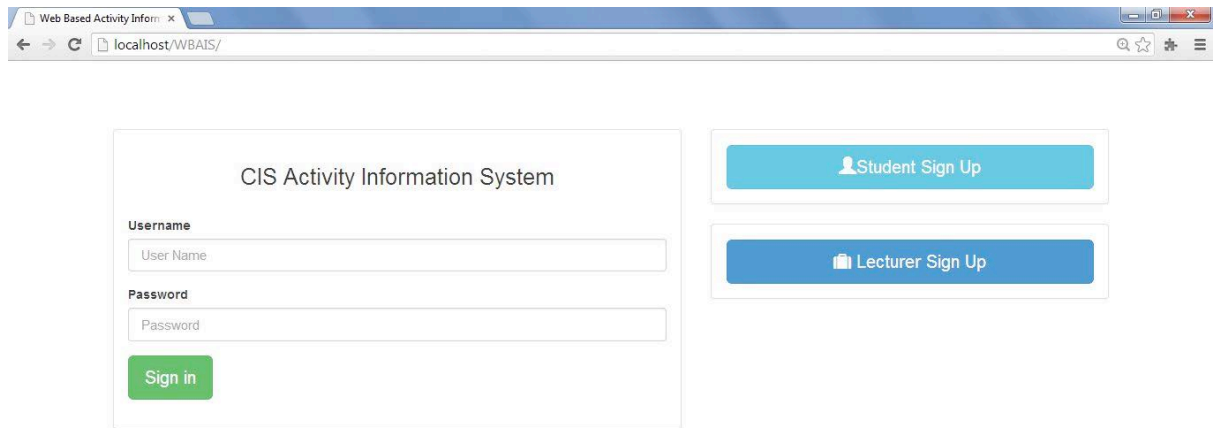 Web Based Activity Inform
localhost/WBAIS/
CIS Activity Information System
Username
User Name
Password
Password
Sign in
Student Sign Up
Lecturer Sign Up